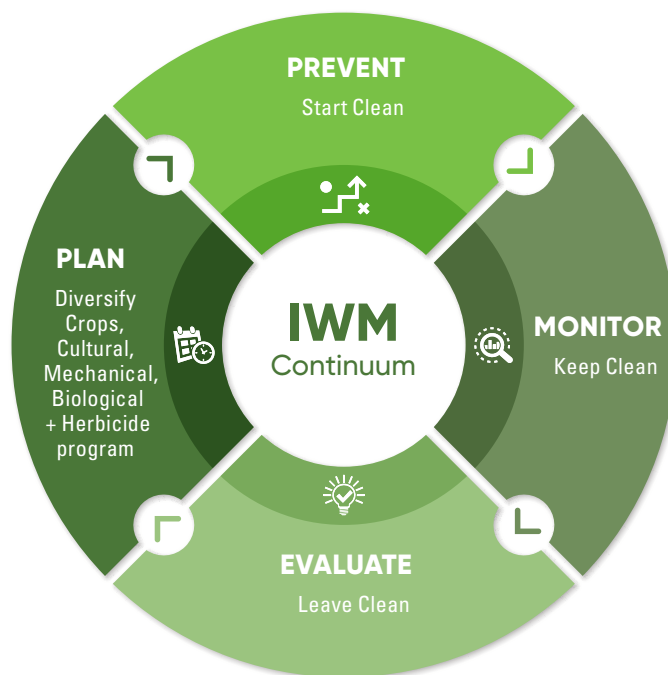 PREVENT
Start Clean
PLAN
Diversify
Crops,
Cultural,
Mechanical,
Biological
+ Herbicide
program
IWM
Continuum
MONITOR
Keep Clean
EVALUATE
Leave Clean